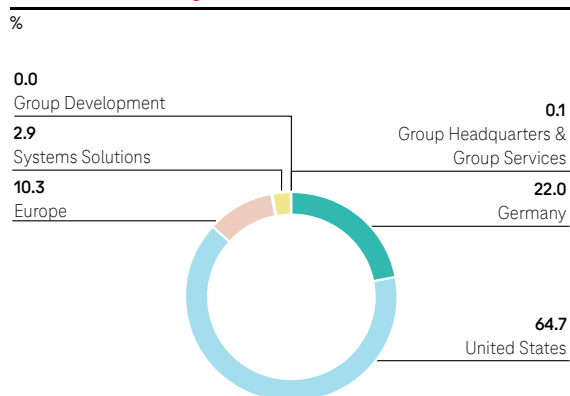 %
0.0
Group Development
2.9
Systems Solutions
10.3
Europe
0.1
Group Headquarters &
Group Services
22.0
Germany
64.7
United States